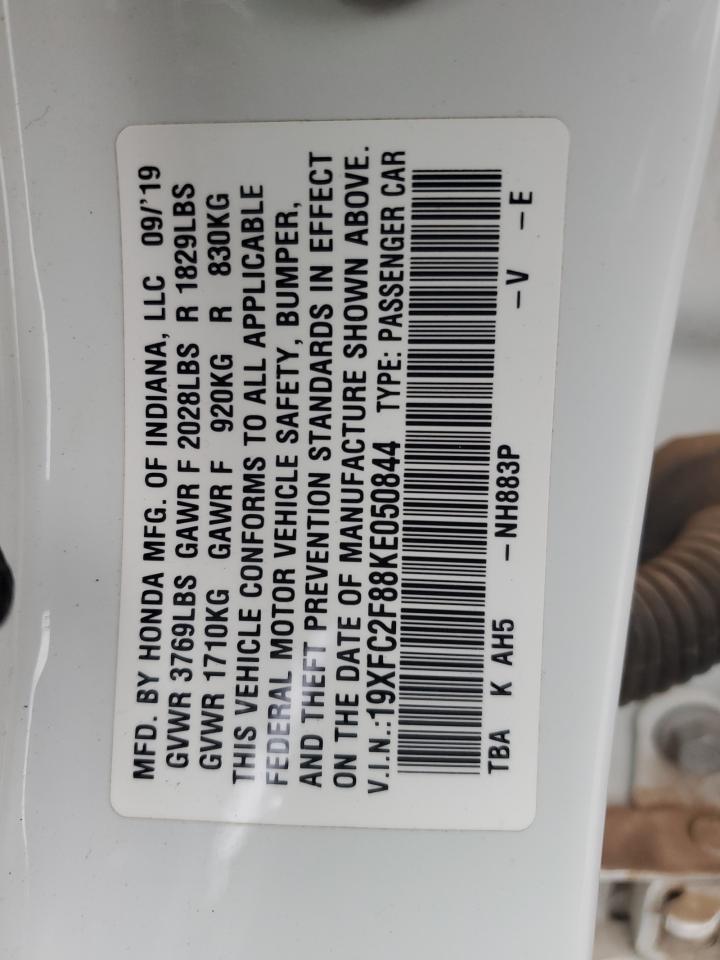 MFD. BY HONDA MFG. OF INDIANA, LLC 09/'19
GVWR 3769LBS GAWR F 2028LBS R 1829LBS
GVWR 1710KG GAWR F 920KG R 830KG
THIS VEHICLE CONFORMS TO ALL APPLICABLE
FEDERAL MOTOR VEHICLE SAFETY, BUMPER,
AND THEFT PREVENTION STANDARDS IN EFFECT
ON THE DATE OF MANUFACTURE SHOWN ABOVE.
V.I.N.:19XFC2F88KE050844 TYPE: PASSENGER CAR
TBA K AH5 –NH883P –V –E